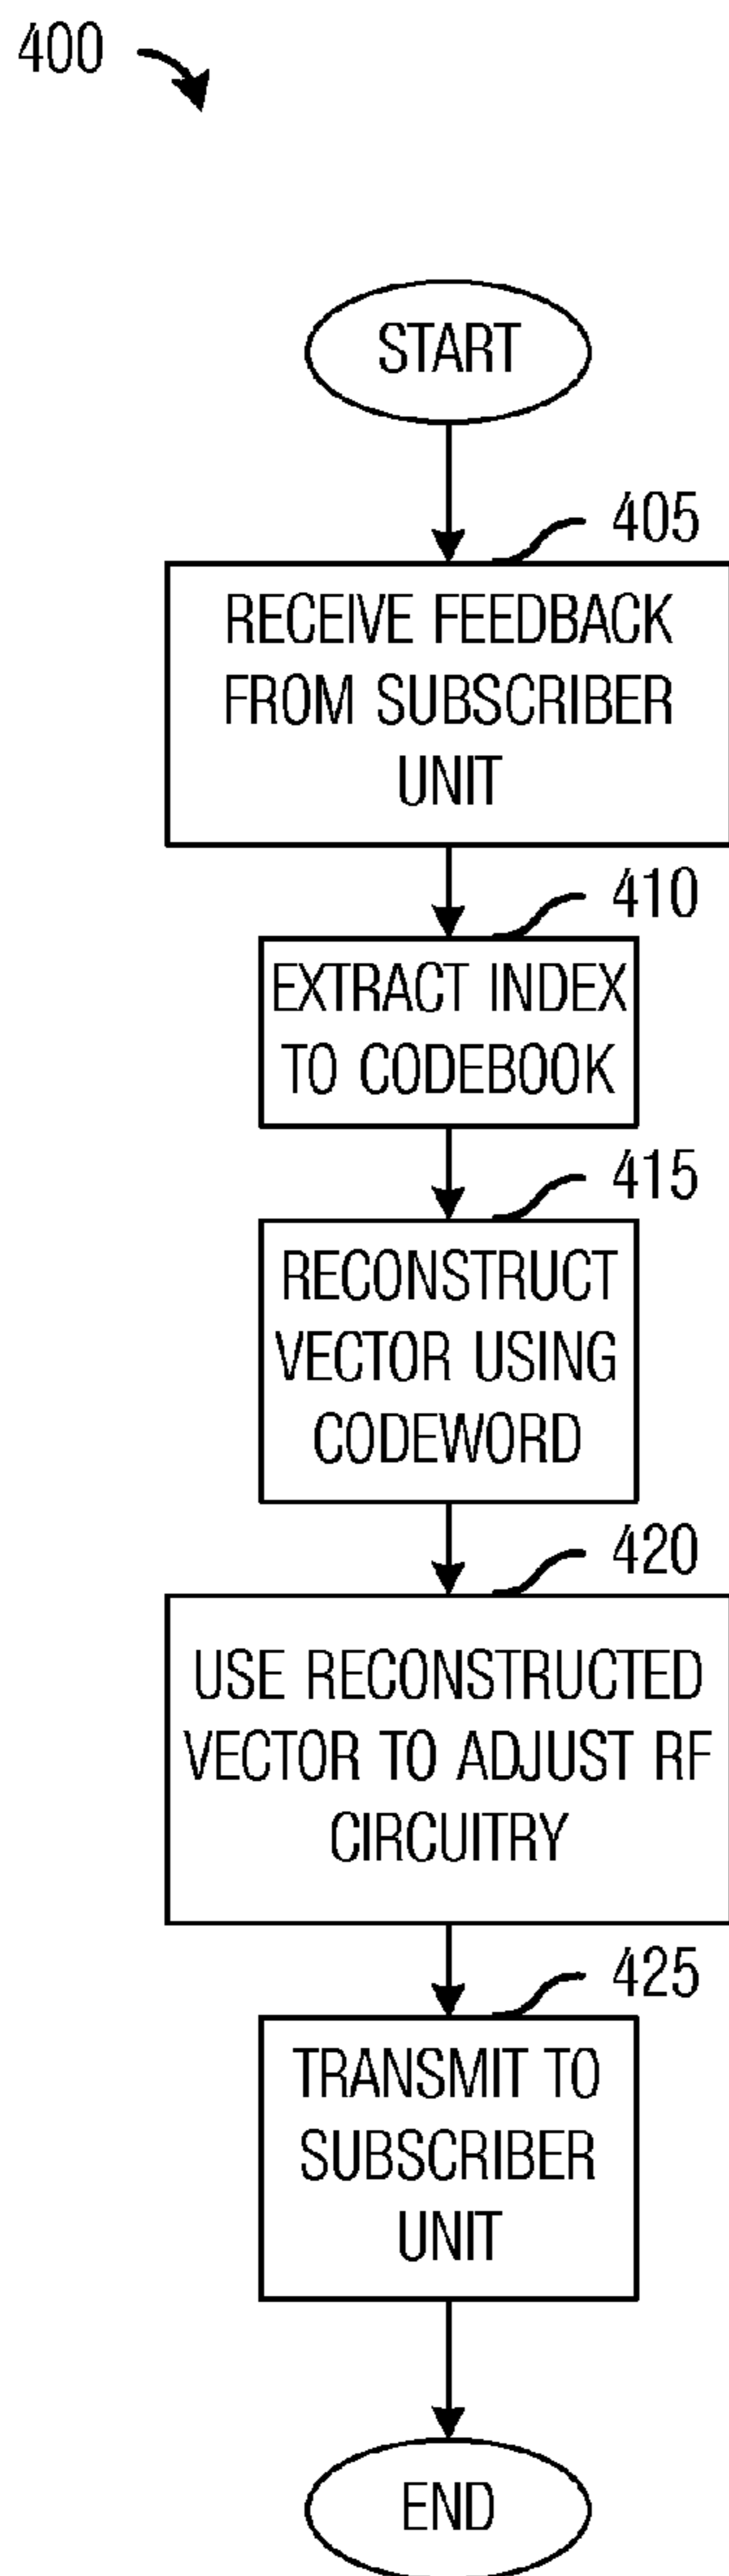 400
START
405
RECEIVE FEEDBACK
FROM SUBSCRIBER
UNIT
410
EXTRACT INDEX
TO CODEBOOK
415
RECONSTRUCT
VECTOR USING
CODEWORD
420
USE RECONSTRUCTED
VECTOR TO ADJUST RF
CIRCUITRY
425
TRANSMIT TO
SUBSCRIBER
UNIT
END